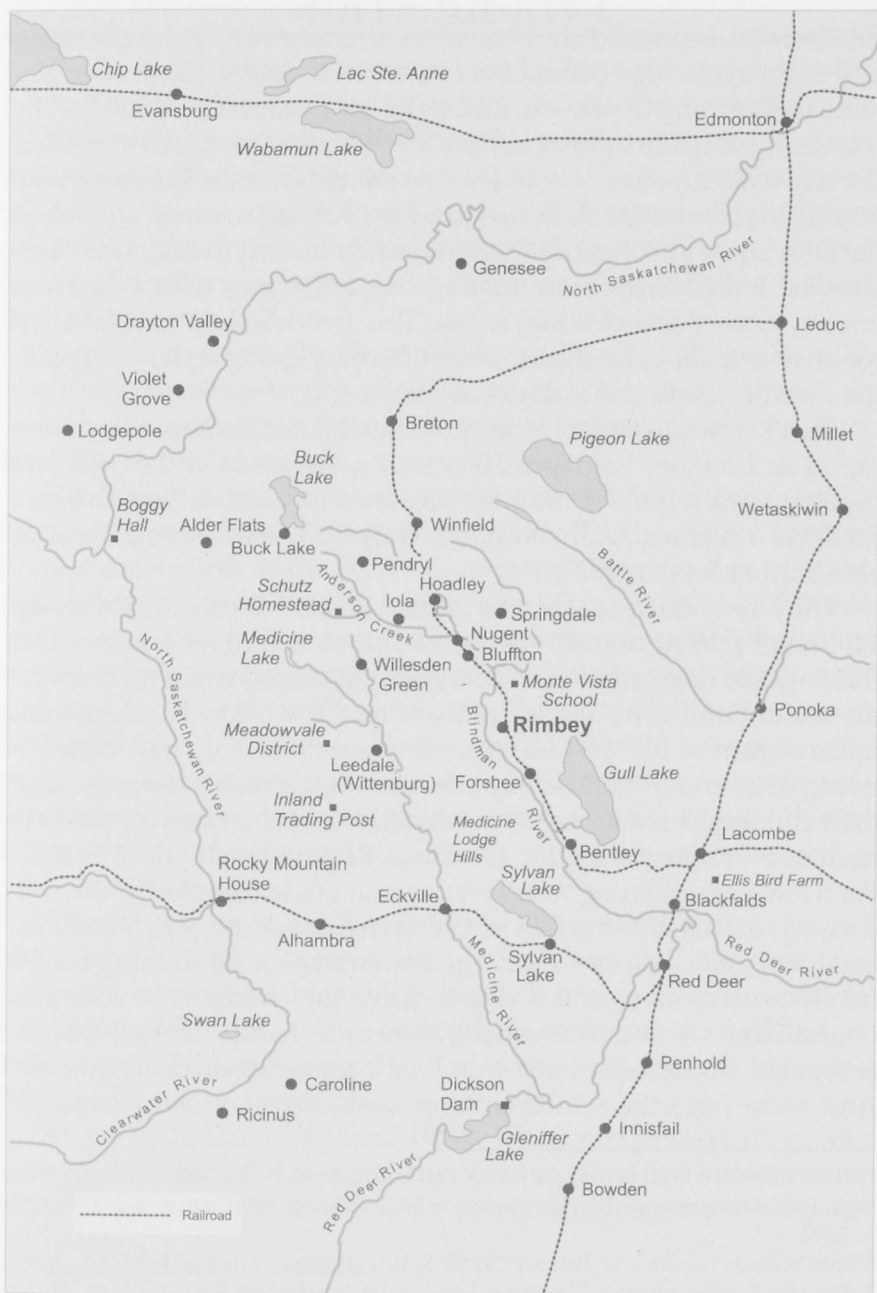 Chip Lake
Lac Ste. Anne
Evansburg
Edmonton
Wabamun Lake
Genesee
North Saskatchewan River
Drayton Valley
Leduc
Violet
Grove
Breton
Lodgepole
Pigeon Lake
Millet
Buck
Lake
Boggy
Hall
Wetaskiwin
Winfield
Alder Flats
Buck Lake
Pendryl
Battle River
Schutz
Homestead
Anderson Creek
Iola
Hoadley
Springdale
Nugent
Bluffton
Medicine
Lake
Willesden
Green
North Saskatchewan River
Monte Vista
School
Ponoka
Blindman River
Rimbey
Meadowvale
District
Leedale
(Wittenburg)
Forshee
Gull Lake
Inland
Trading Post
Medicine
Lodge
Hills
Bentley
Lacombe
Rocky Mountain
House
Sylvan
Lake
Ellis Bird Farm
Eckville
Blackfalds
Alhambra
Sylvan
Lake
Red Deer River
Medicine River
Red Deer
Swan Lake
Penhold
Caroline
Dickson
Dam
Clearwater River
Ricinus
Innisfail
Gleniffer
Lake
Bowden
Red Deer River
Railroad